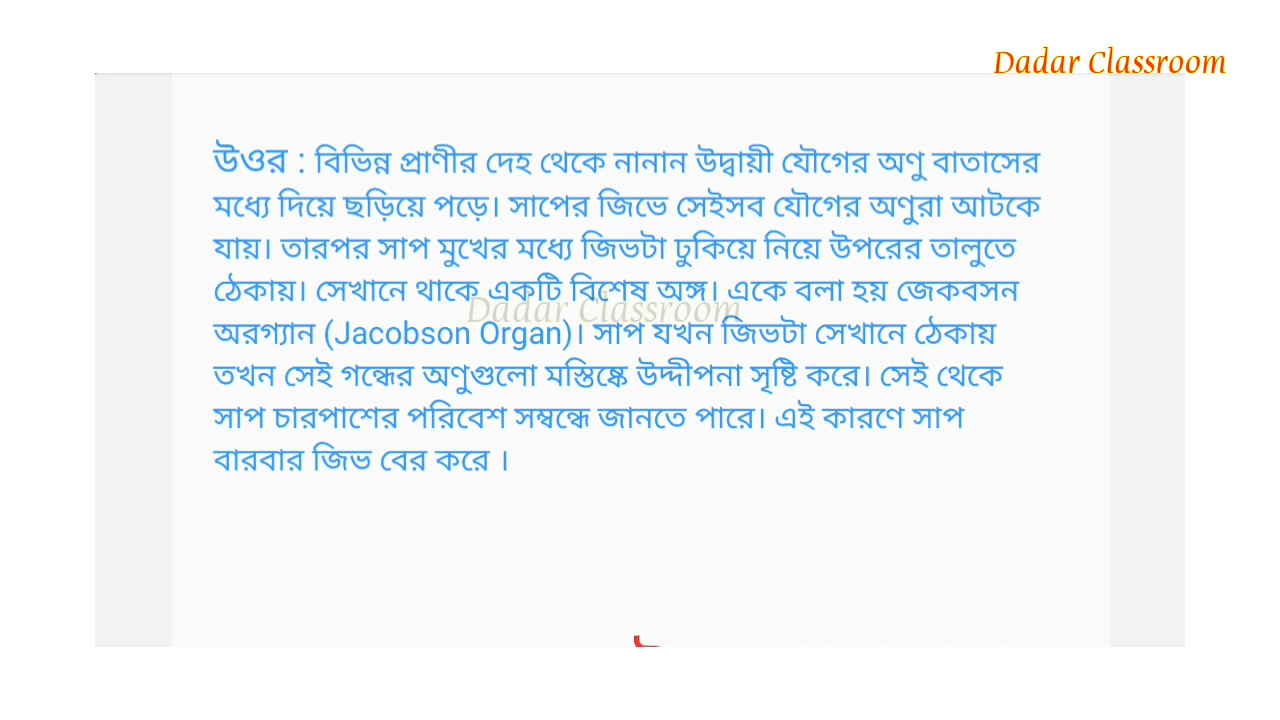 Dadar Classroom
উওর : বিভিন্ন প্রাণীর দেহ থেকে নানান উদ্বায়ী যৌগের অণু বাতাসের
মধ্যে দিয়ে ছড়িয়ে পড়ে। সাপের জিভে সেইসব যৌগের অণুরা আটকে
যায়। তারপর সাপ মুখের মধ্যে জিভটা ঢুকিয়ে নিয়ে উপরের তালুতে
ঠেকায়। সেখানে থাকে একটি বিশেষ অঙ্গ। একে বলা হয় জেকবসন
Dadar Classroom
অরগ্যান (Jacobson Organ)। সাপ যখন জিভটা সেখানে ঠেকায়
তখন সেই গন্ধের অণুগুলো মস্তিষ্কে উদ্দীপনা সৃষ্টি করে। সেই থেকে
সাপ চারপাশের পরিবেশ সম্বন্ধে জানতে পারে। এই কারণে সাপ
বারবার জিভ বের করে ।